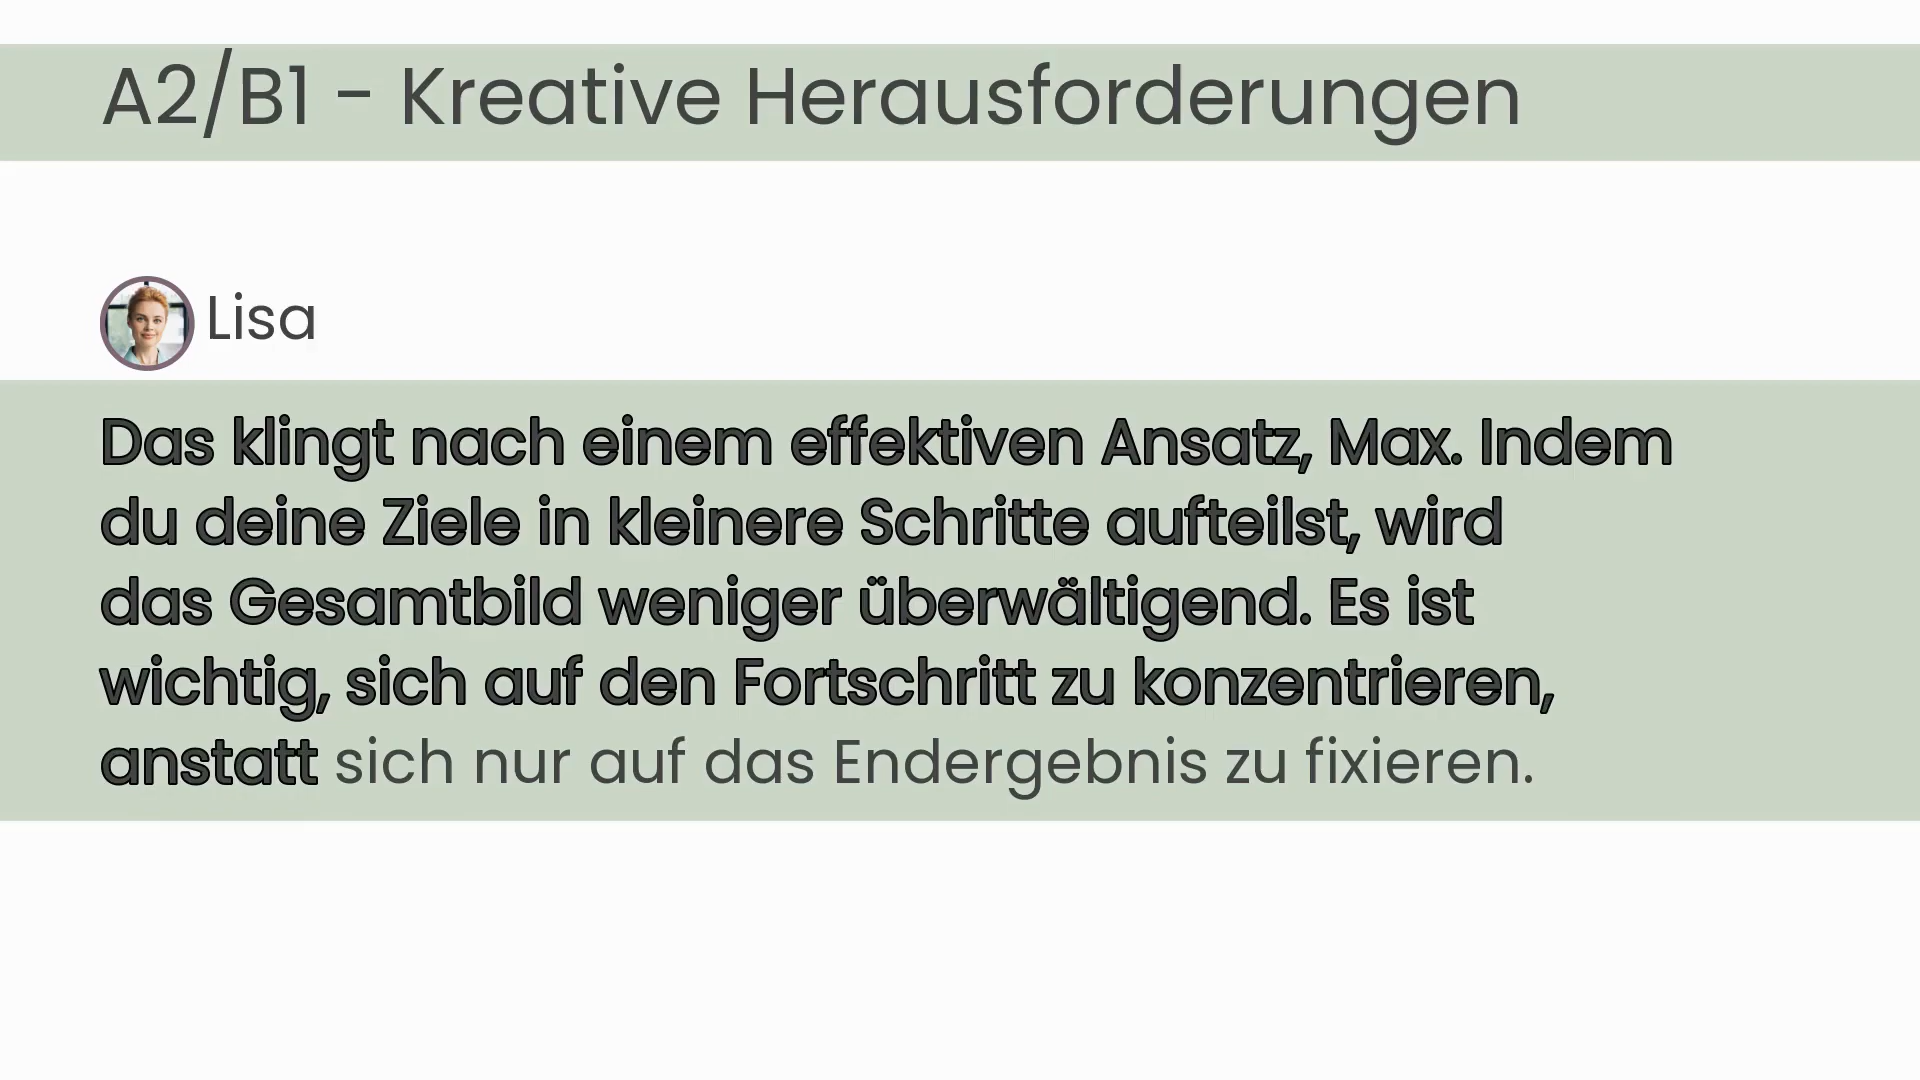 A2/B1 - Kreative Herausforderungen
Lisa
Das klingt nach einem effektiven Ansatz, Max. Indem
du deine Ziele in kleinere Schritte aufteilst, wird
das Gesamtbild weniger überwältigend. Es ist
wichtig, sich auf den Fortschritt zu konzentrieren,
anstatt sich nur auf das Endergebnis zu fixieren.